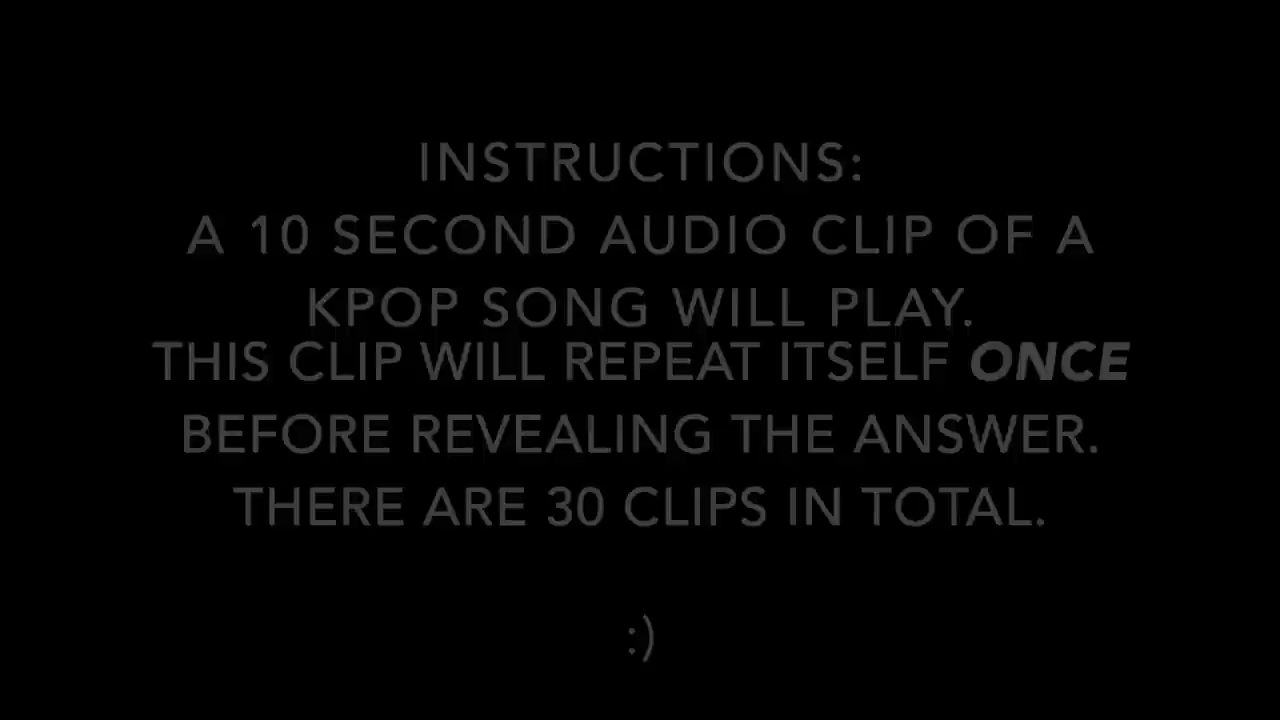 INSTRUCTIONS:
A 10 SECOND AUDIO CLIP OF A
KPOP SONG WILL PLAY.
THIS CLIP WILL REPEAT ITSELF ONCE
BEFORE REVEALING THE ANSWER.
THERE ARE 30 CLIPS IN TOTAL.
:)